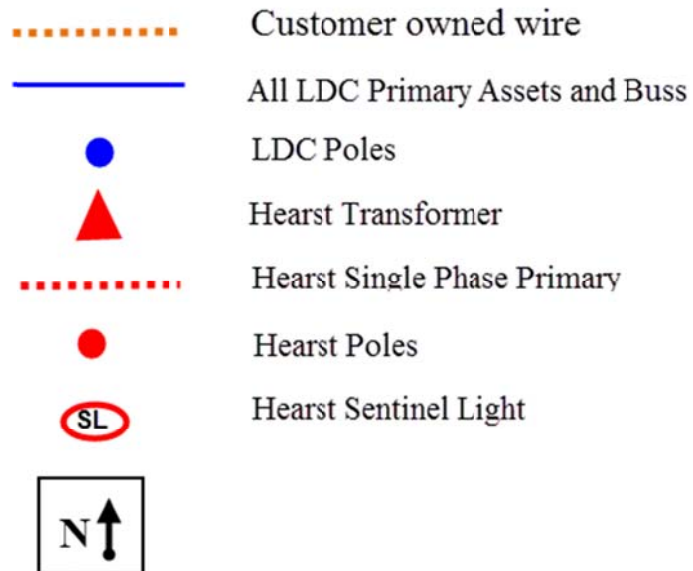 Customer owned wire
All LDC Primary Assets and Buss
LDC Poles
Hearst Transformer
Hearst Single Phase Primary
Hearst Poles
SL Hearst Sentinel Light
N